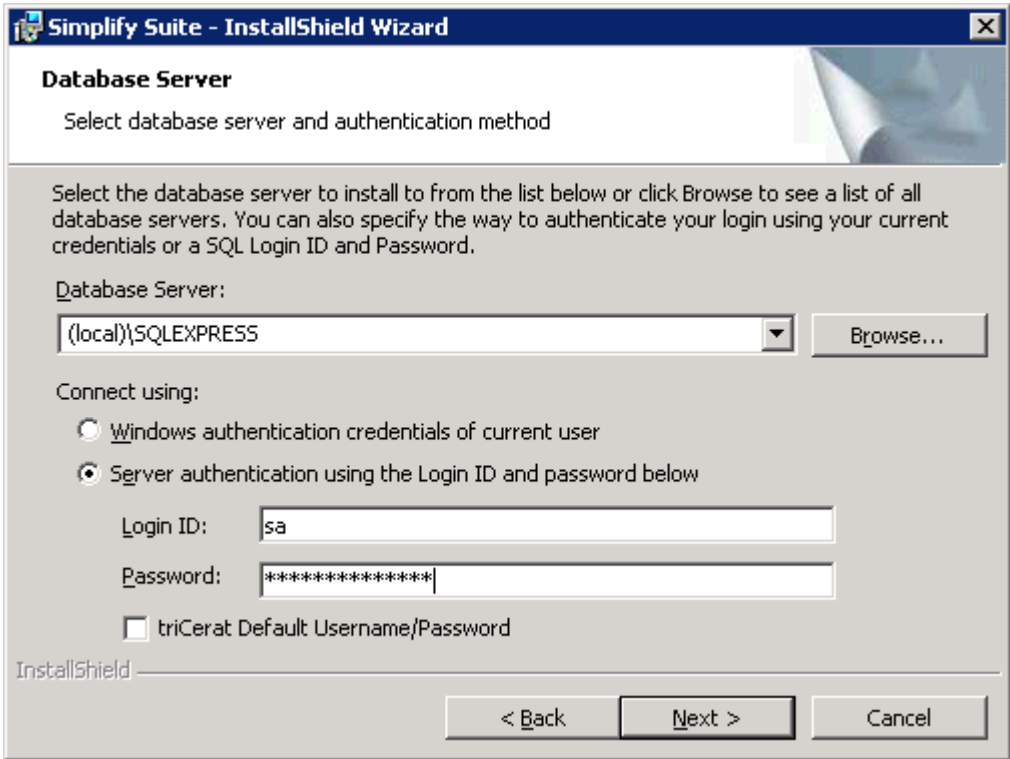 Simplify Suite - InstallShield Wizard
Database Server
Select database server and authentication method
Select the database server to install to from the list below or click Browse to see a list of all
database servers. You can also specify the way to authenticate your login using your current
credentials or a SQL Login ID and Password.
Database Server:
(local)\SQLEXPRESS
Browse...
Connect using:
Windows authentication credentials of current user
Server authentication using the Login ID and password below
Login ID: sa
Password: **************
triCerat Default Username/Password
InstallShield
< Back Next > Cancel